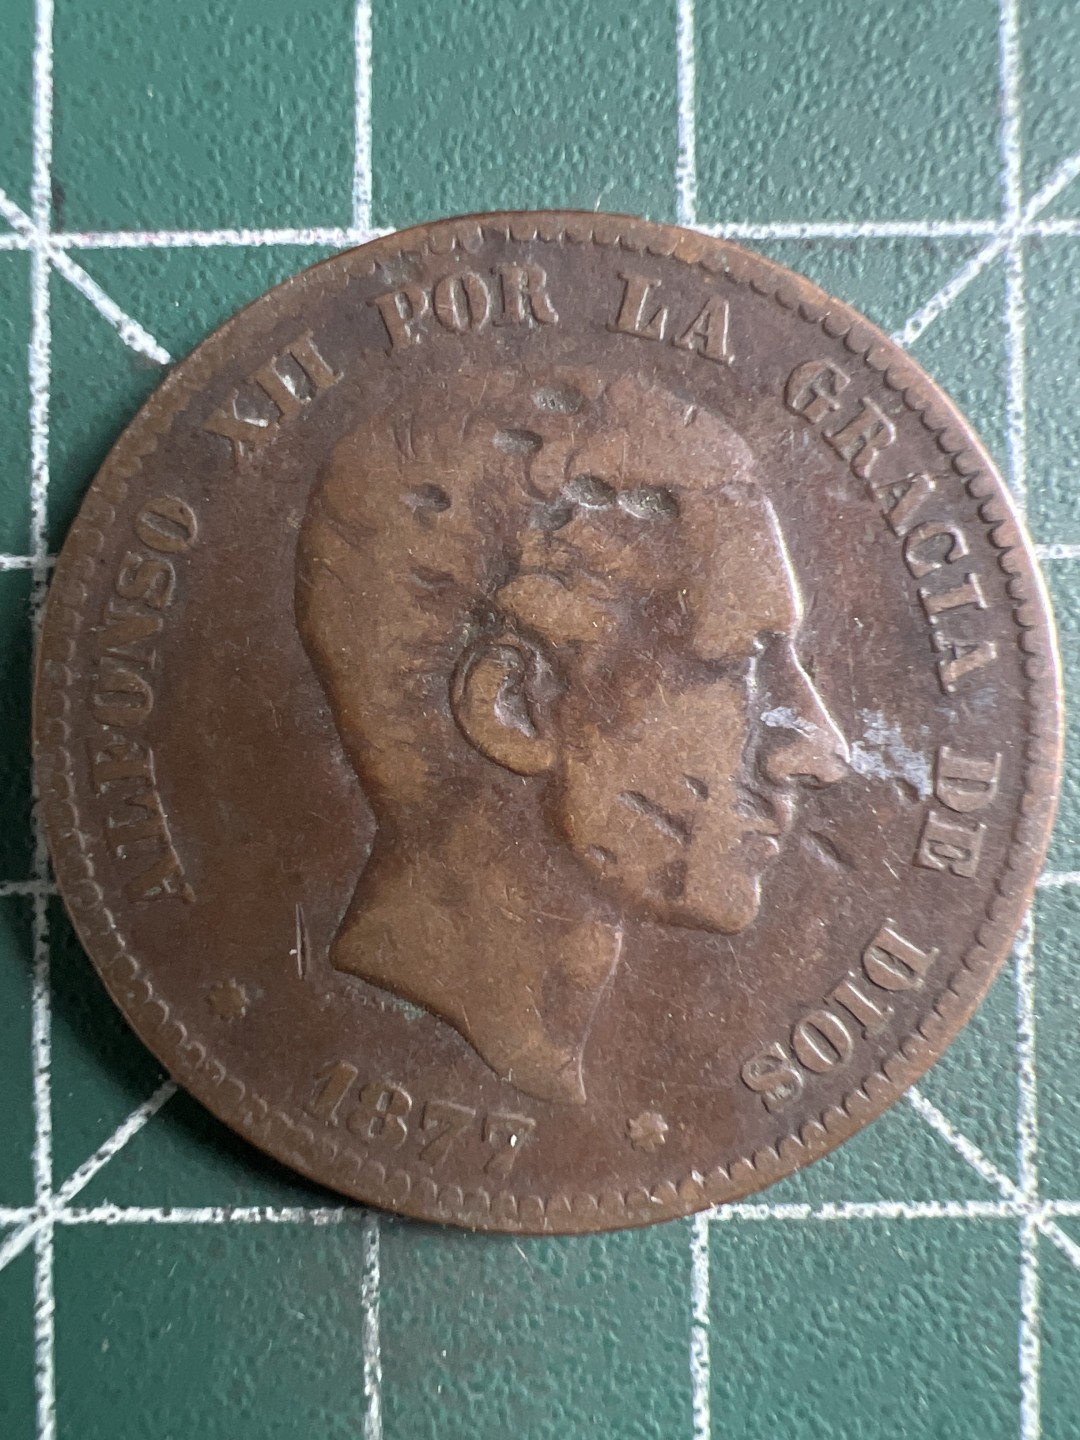 ALFONSO XII POR LA GRACIA DE DIOS
* 1877 *